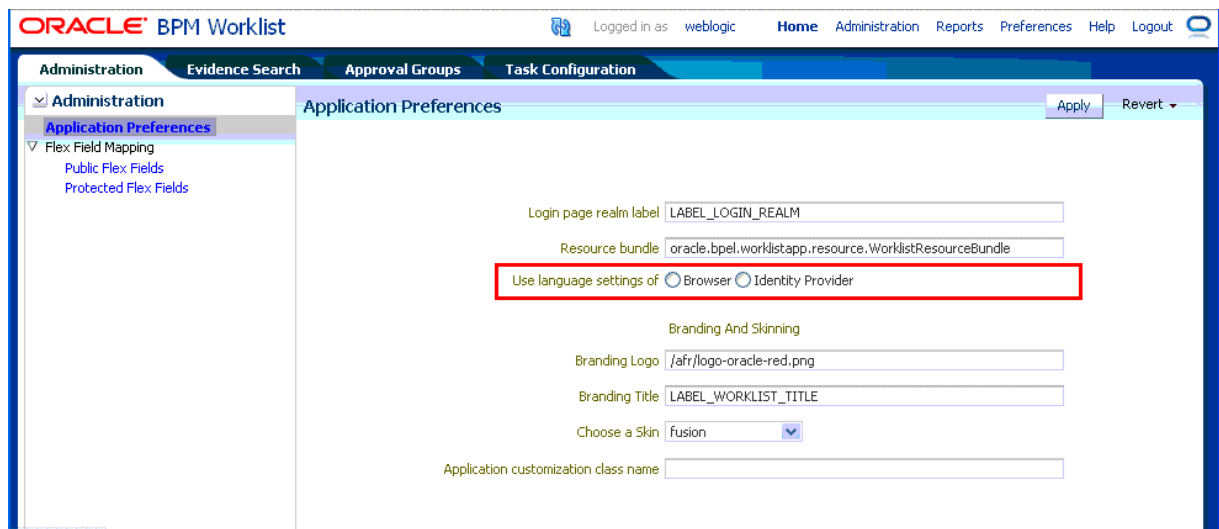 ORACLE BPM Worklist
Logged in as weblogic Home Administration Reports Preferences Help Logout
Administration Evidence Search Approval Groups Task Configuration
Administration
Application Preferences
Flex Field Mapping
Public Flex Fields
Protected Flex Fields
Application Preferences Apply Revert
Login page realm label LABEL_LOGIN_REALM
Resource bundle oracle.bpel.worklistapp.resource.WorklistResourceBundle
Use language settings of Browser Identity Provider
Branding And Skinning
Branding Logo /afr/logo-oracle-red.png
Branding Title LABEL_WORKLIST_TITLE
Choose a Skin fusion
Application customization class name